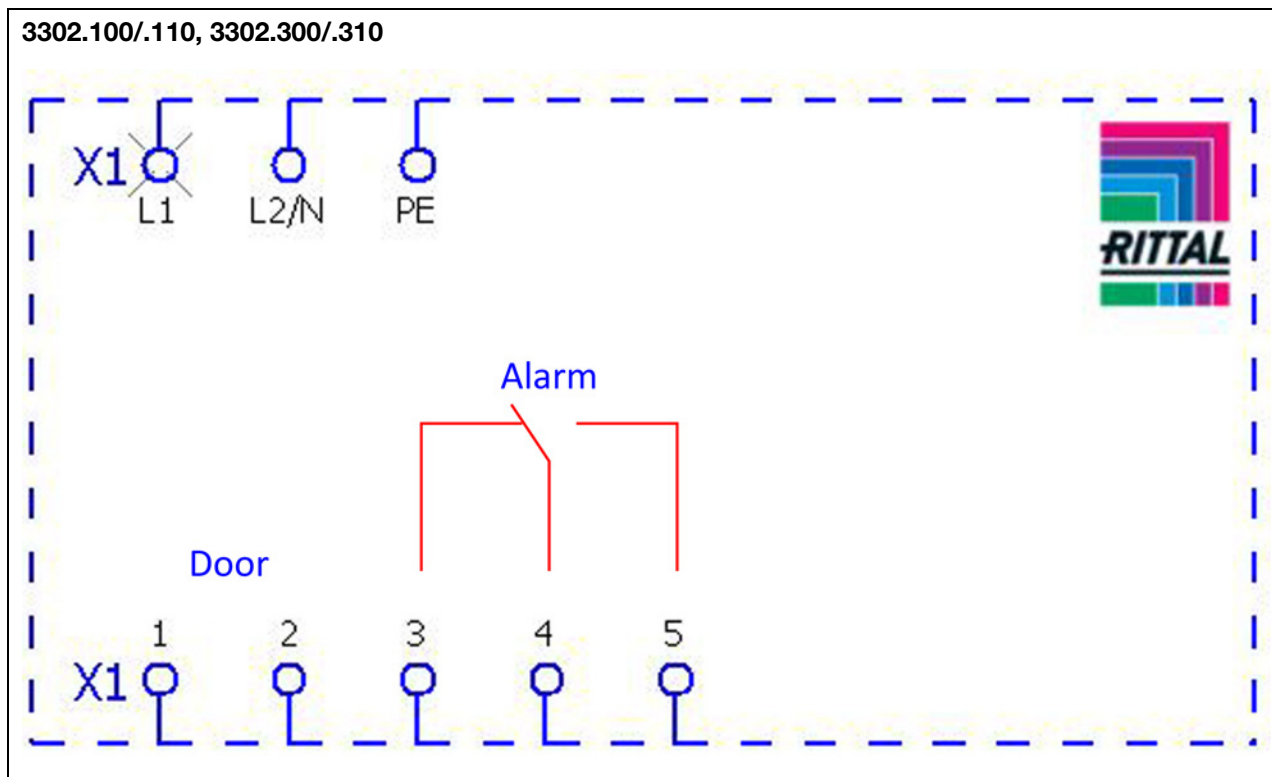 3302.100/.110, 3302.300/.310
X1
L1 L2/N PE
RITTAL
Alarm
Door
1 2 3 4 5
X1